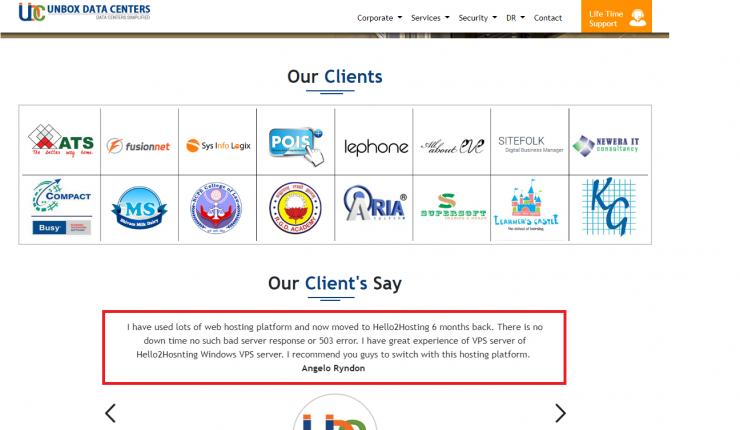 UNBOX DATA CENTERS
DATA CENTERS SIMPLIFIED
Corporate Services Security DR Contact
Life Time
Support
Our Clients
ATS
The better way home.
fusionnet
Sys Info Logix
POIS
lephone
All about EVE
SITEFOLK
Digital Business Manager
NEWERA IT
consultancy
COMPACT
Busy
MS
ARIA
SUPERSOFT
LEARNER'S CASTLE
the school of learning
KG
Our Client's Say
I have used lots of web hosting platform and now moved to Hello2Hosting 6 months back. There is no
down time no such bad server response or 503 error. I have great experience of VPS server of
Hello2Hosnting Windows VPS server. I recommend you guys to switch with this hosting platform.
Angelo Ryndon